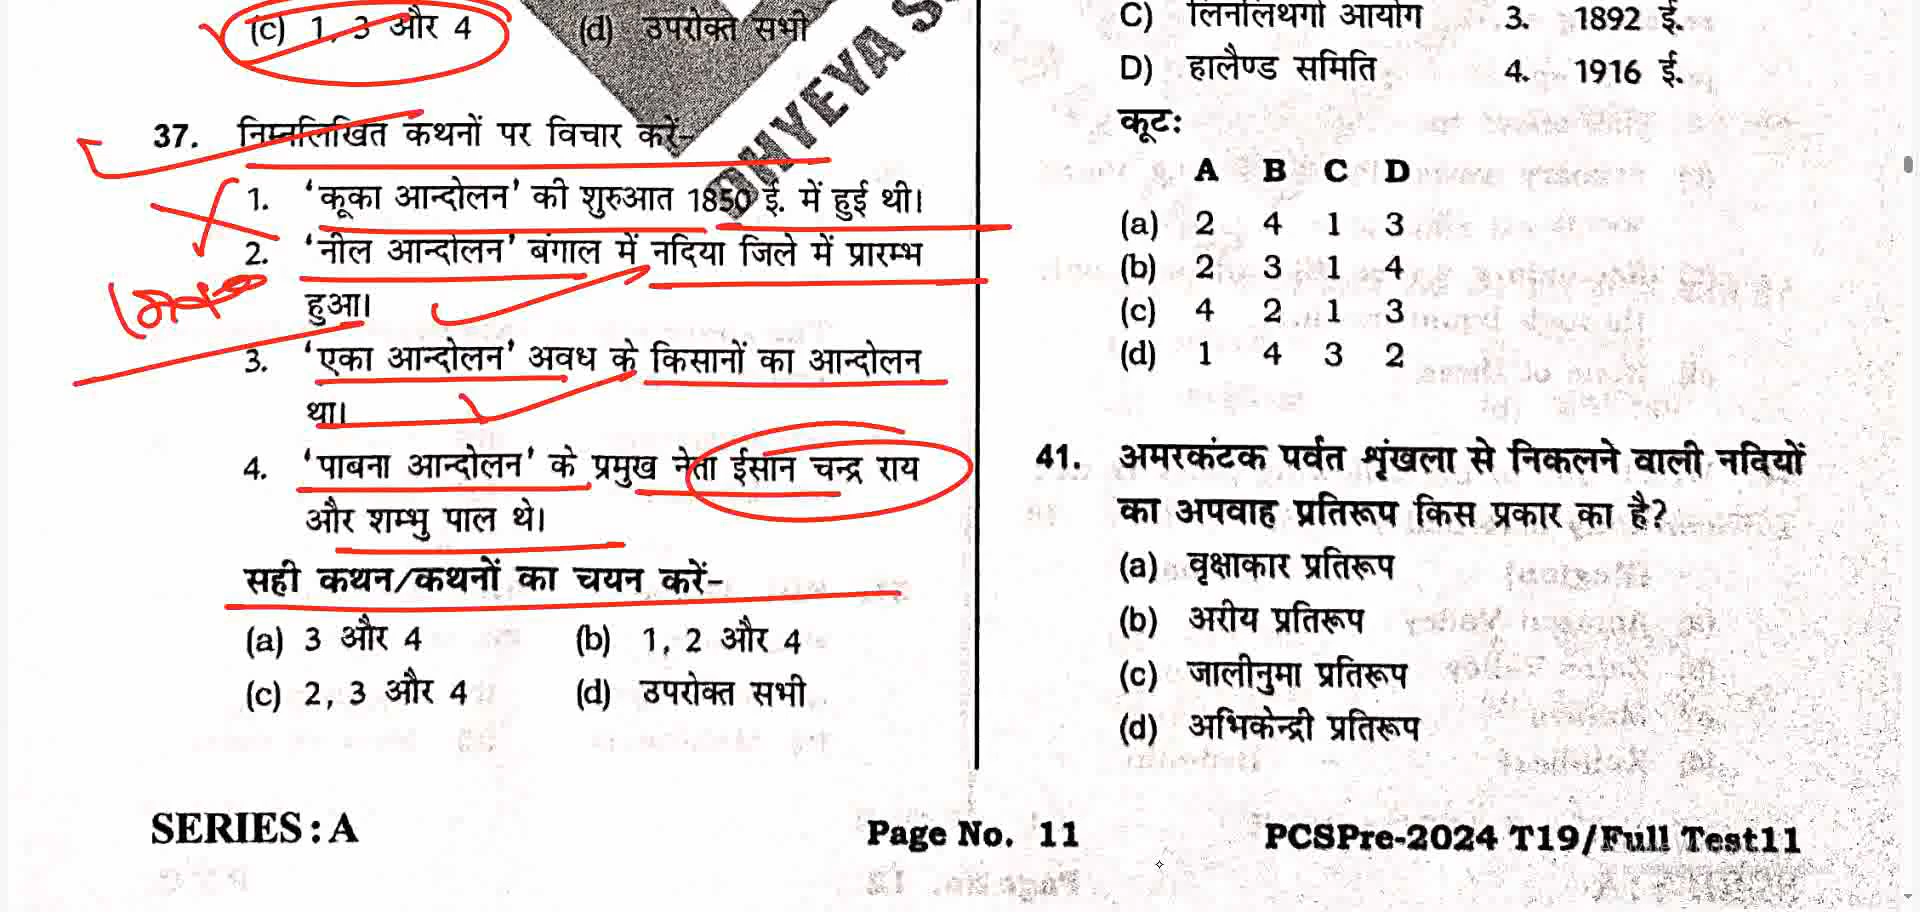 (c) 1, 3 और 4 (d) उपरोक्त सभी
DHYEYA
37. निम्नलिखित कथनों पर विचार करें-
1. 'कूका आन्दोलन' की शुरुआत 1850 ई. में हुई थी।
2. 'नील आन्दोलन' बंगाल में नदिया जिले में प्रारम्भ
हुआ।
3. 'एका आन्दोलन' अवध के किसानों का आन्दोलन
था।
4. 'पाबना आन्दोलन' के प्रमुख नेता ईसान चन्द्र राय
और शम्भु पाल थे।
सही कथन/कथनों का चयन करें-
(a) 3 और 4 (b) 1, 2 और 4
(c) 2, 3 और 4 (d) उपरोक्त सभी
C) लिनलिथगो आयोग 3. 1892 ई.
D) हालैण्ड समिति 4. 1916 ई.
कूट:
A B C D
(a) 2 4 1 3
(b) 2 3 1 4
(c) 4 2 1 3
(d) 1 4 3 2
41. अमरकंटक पर्वत शृंखला से निकलने वाली नदियों
का अपवाह प्रतिरूप किस प्रकार का है?
(a) वृक्षाकार प्रतिरूप
(b) अरीय प्रतिरूप
(c) जालीनुमा प्रतिरूप
(d) अभिकेन्द्री प्रतिरूप
SERIES : A Page No. 11 PCSPre-2024 T19/Full Test11